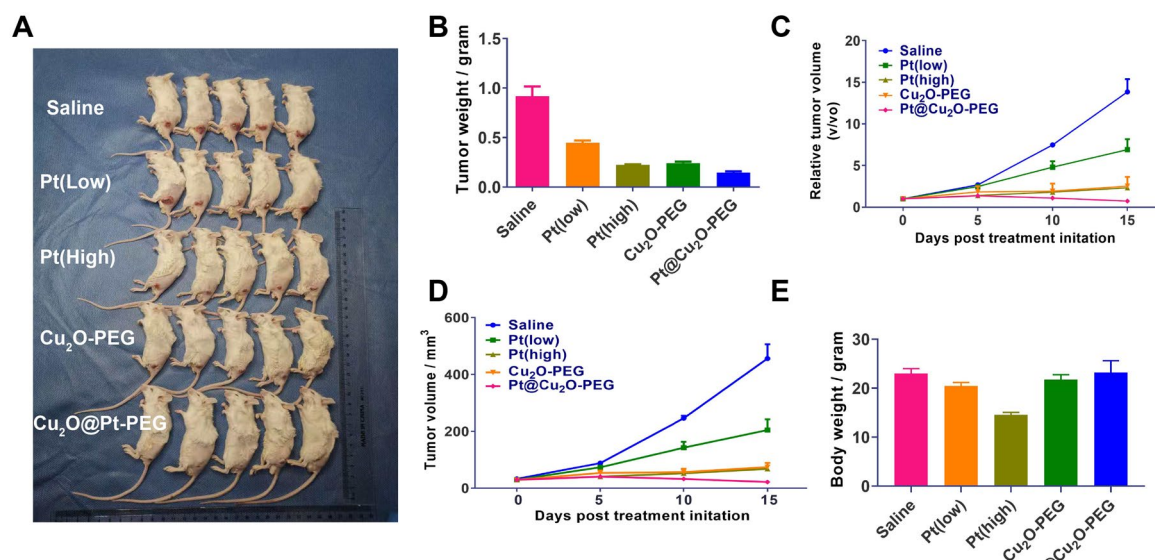 A
Saline
Pt(Low)
Pt(High)
Cu₂O-PEG
Cu₂O@Pt-PEG
B
Tumor weight / gram
1.5
1.0
0.5
0.0
Saline
Pt(low)
Pt(high)
Cu₂O-PEG
Pt@Cu₂O-PEG
C
Relative tumor volume
(v/vo)
20
15
10
5
0
Saline
Pt(low)
Pt(high)
Cu₂O-PEG
Pt@Cu₂O-PEG
0 5 10 15
Days post treatment initation
D
Tumor volume / mm³
600
400
200
0
Saline
Pt(low)
Pt(high)
Cu₂O-PEG
Pt@Cu₂O-PEG
0 5 10 15
Days post treatment initation
E
Body weight / gram
30
20
10
0
Saline
Pt(low)
Pt(high)
Cu₂O-PEG
@Cu₂O-PEG